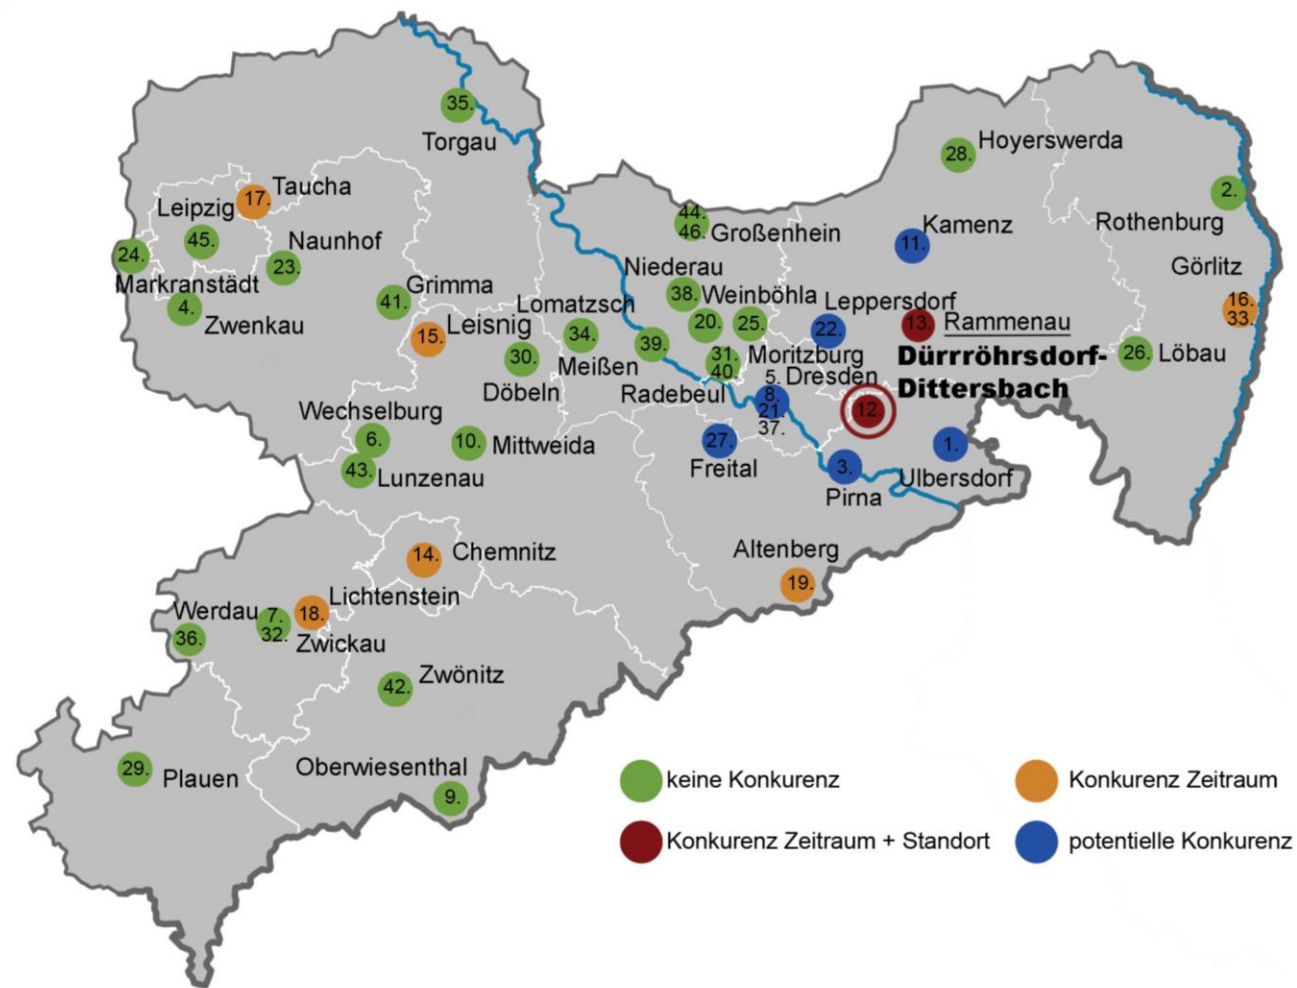 35.
Torgau
28.
Hoyerswerda
17.
Taucha
2.
Rothenburg
Leipzig
45.
44.
46.
Großenhein
11.
Kamenz
24.
Markranstädt
23.
Naunhof
Görlitz
16.
33.
4.
Zwenkau
41.
Grimma
Niederau
38.
Weinböhla
20.
25.
Leppersdorf
22.
13.
Rammenau
15.
Leisnig
Lomatzsch
34.
Meißen
39.
30.
Döbeln
31.
40.
Moritzburg
Radebeul
5.
Dresden
8.
21.
37.
Dürrröhrsdorf-
Dittersbach
12.
26.
Löbau
Wechselburg
6.
10.
Mittweida
43.
Lunzenau
27.
Freital
3.
Pirna
1.
Ulbersdorf
14.
Chemnitz
Altenberg
19.
Lichtenstein
18.
Werdau
7.
32.
36.
Zwickau
42.
Zwönitz
29.
Plauen
Oberwiesenthal
9.
keine Konkurenz
Konkurenz Zeitraum
Konkurenz Zeitraum + Standort
potentielle Konkurenz